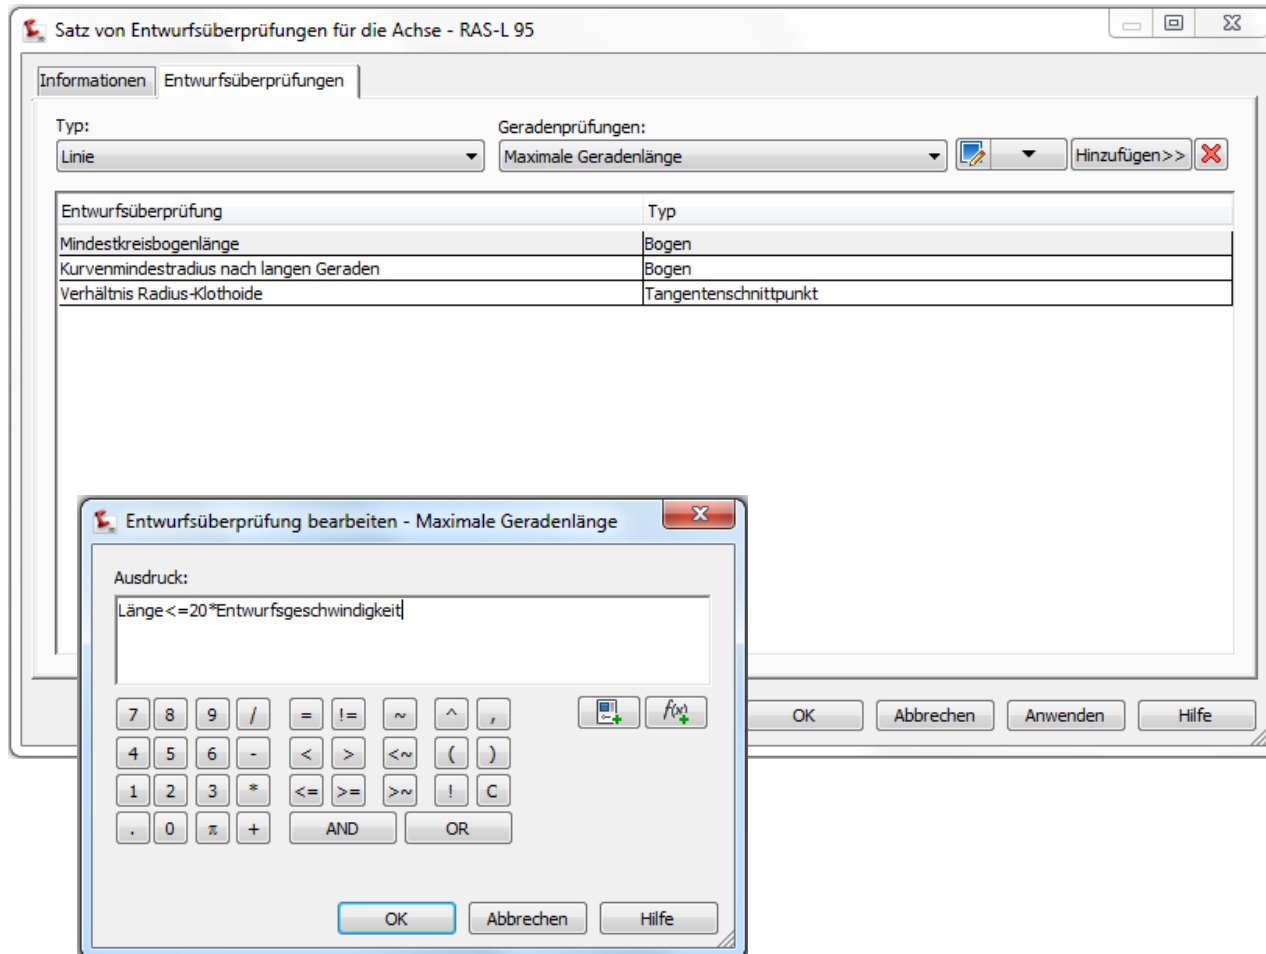 Satz von Entwurfsüberprüfungen für die Achse - RAS-L 95
Informationen Entwurfsüberprüfungen
Typ: Geradenprüfungen:
Linie Maximale Geradenlänge Hinzufügen>>
Entwurfsüberprüfung Typ
Mindestkreisbogenlänge Bogen
Kurvenmindestradius nach langen Geraden Bogen
Verhältnis Radius-Klothoide Tangentenschnittpunkt
OK Abbrechen Anwenden Hilfe
Entwurfsüberprüfung bearbeiten - Maximale Geradenlänge
Ausdruck:
Länge<=20*Entwurfsgeschwindigkeit
7 8 9 / = != ~ ^ , f(x)
4 5 6 - < > <~ ( )
1 2 3 * <= >= >~ ! C
. 0 π + AND OR
OK Abbrechen Hilfe